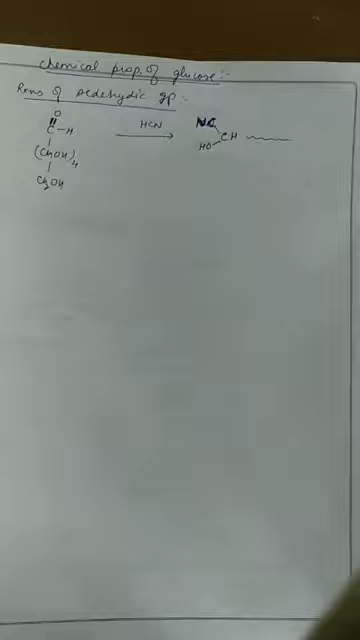 chemical prop. of glucose:-
Rxns of aldehydic gp:-
O
C-H
(CHOH)4
CH2OH
HCN
NC
HO
CH